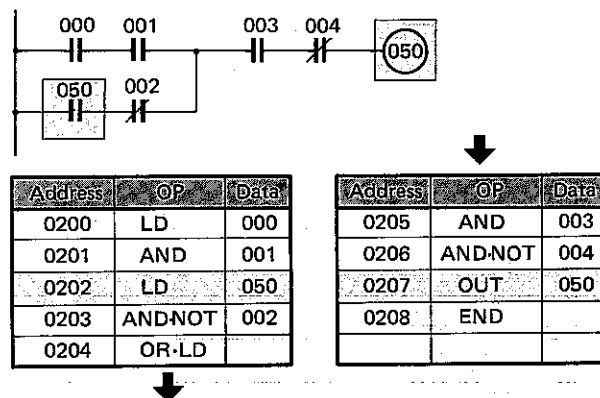 000 001 003 004
050
050 002
Address OP Data
0200 LD 000
0201 AND 001
0202 LD 050
0203 AND·NOT 002
0204 OR·LD
Address OP Data
0205 AND 003
0206 AND·NOT 004
0207 OUT 050
0208 END